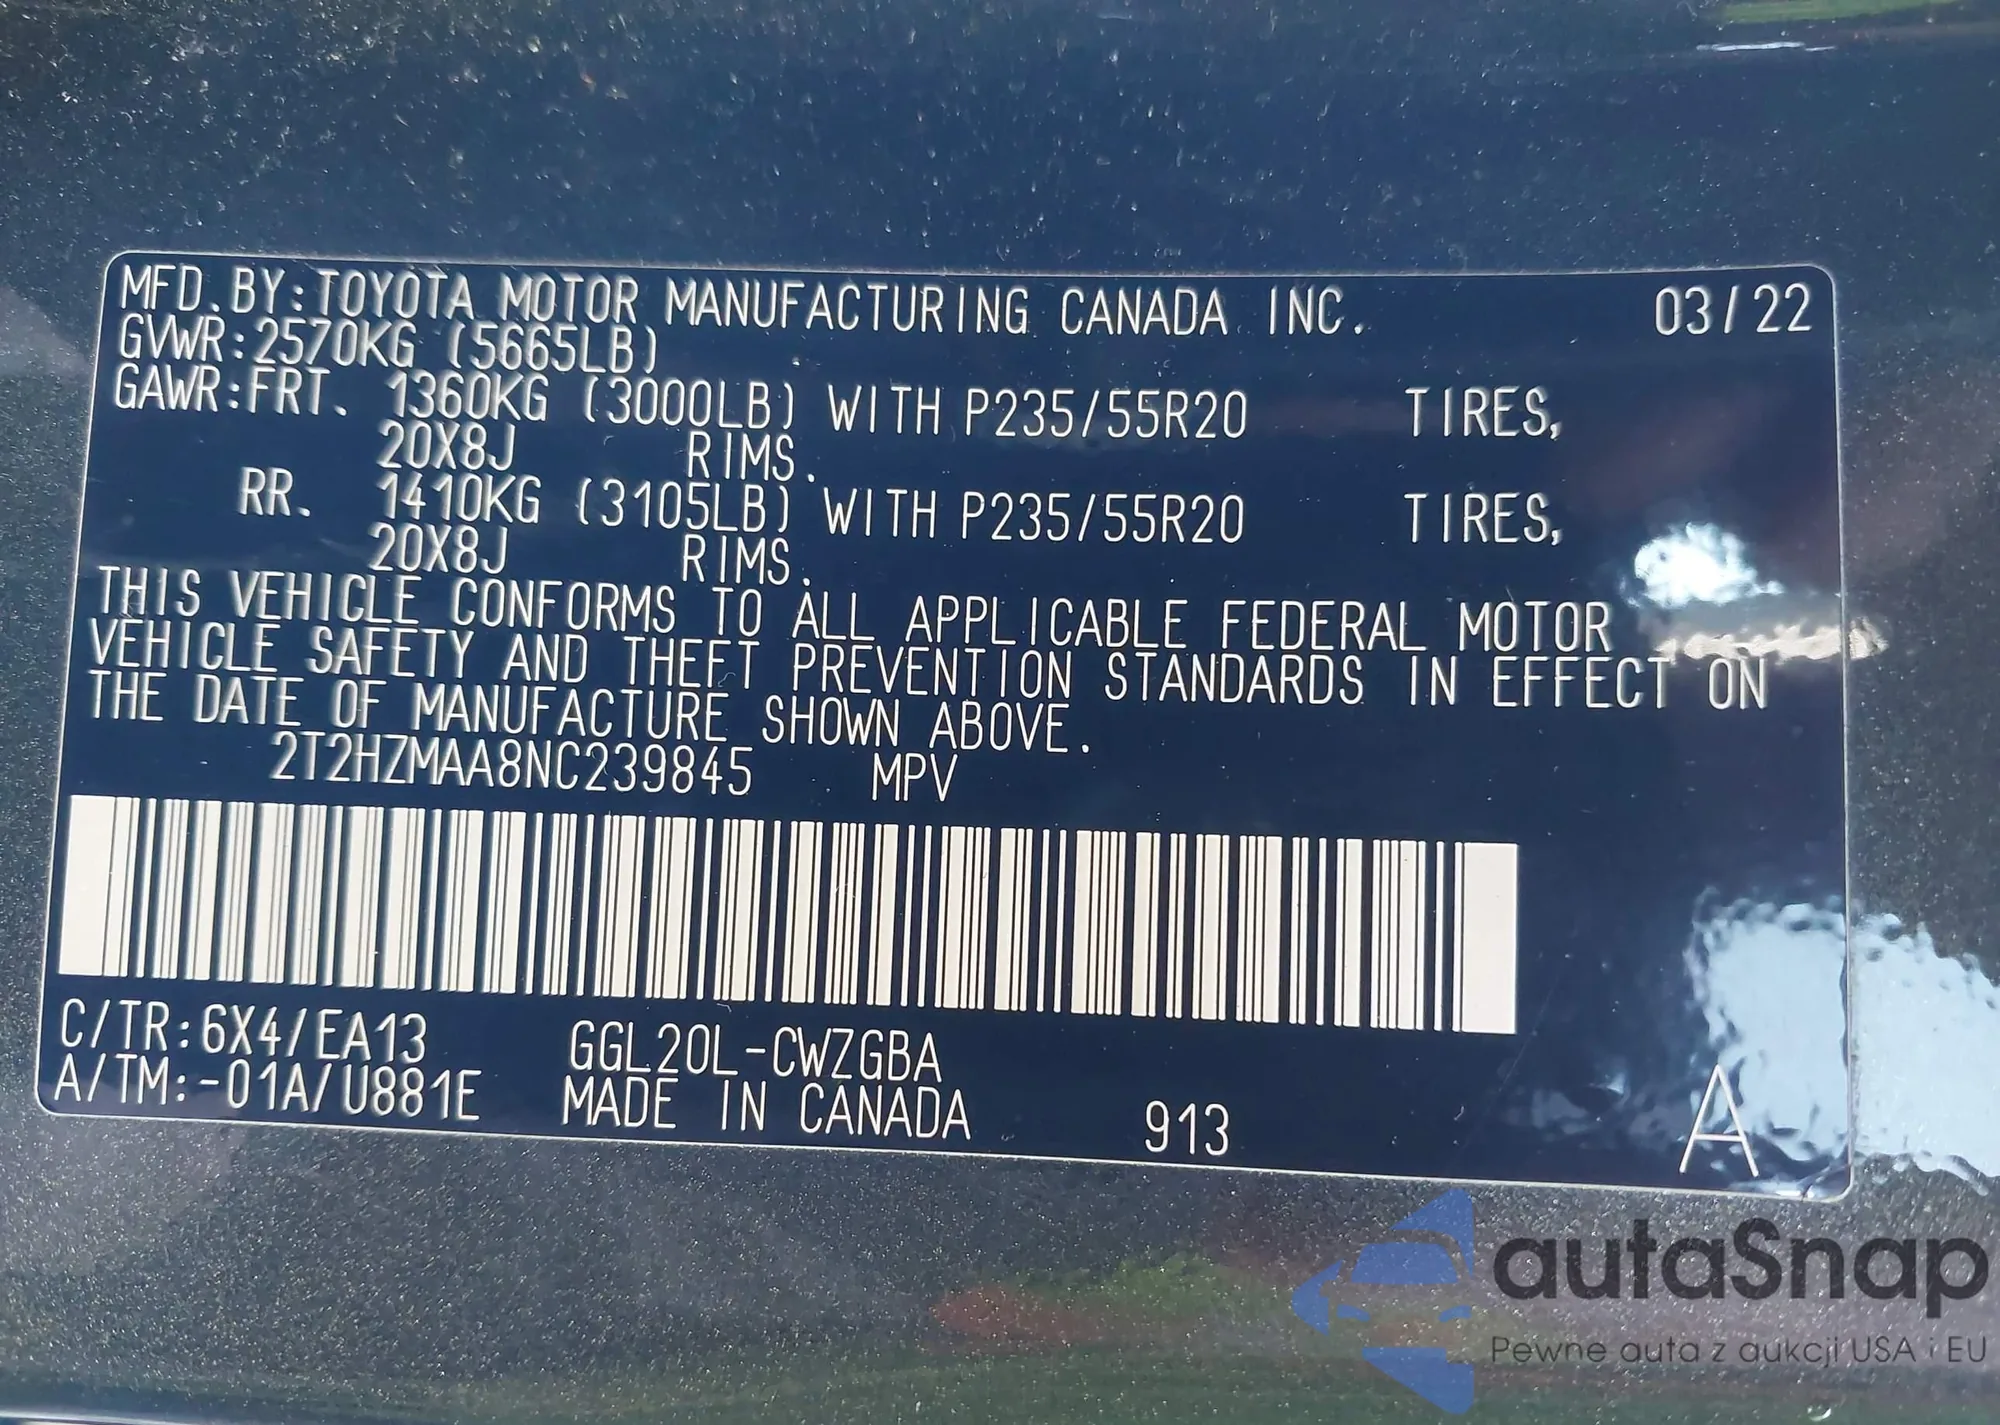 MFD.BY:TOYOTA MOTOR MANUFACTURING CANADA INC. 03/22
GVWR:2570KG (5665LB)
GAWR:FRT. 1360KG (3000LB) WITH P235/55R20 TIRES,
20X8J RIMS.
RR. 1410KG (3105LB) WITH P235/55R20 TIRES,
20X8J RIMS.
THIS VEHICLE CONFORMS TO ALL APPLICABLE FEDERAL MOTOR
VEHICLE SAFETY AND THEFT PREVENTION STANDARDS IN EFFECT ON
THE DATE OF MANUFACTURE SHOWN ABOVE.
2T2HZMAA8NC239845 MPV
C/TR:6X4/EA13 GGL20L-CWZGBA
A/TM:-01A/U881E MADE IN CANADA 913 A
autaSnap
Pewne auta z aukcji USA i EU